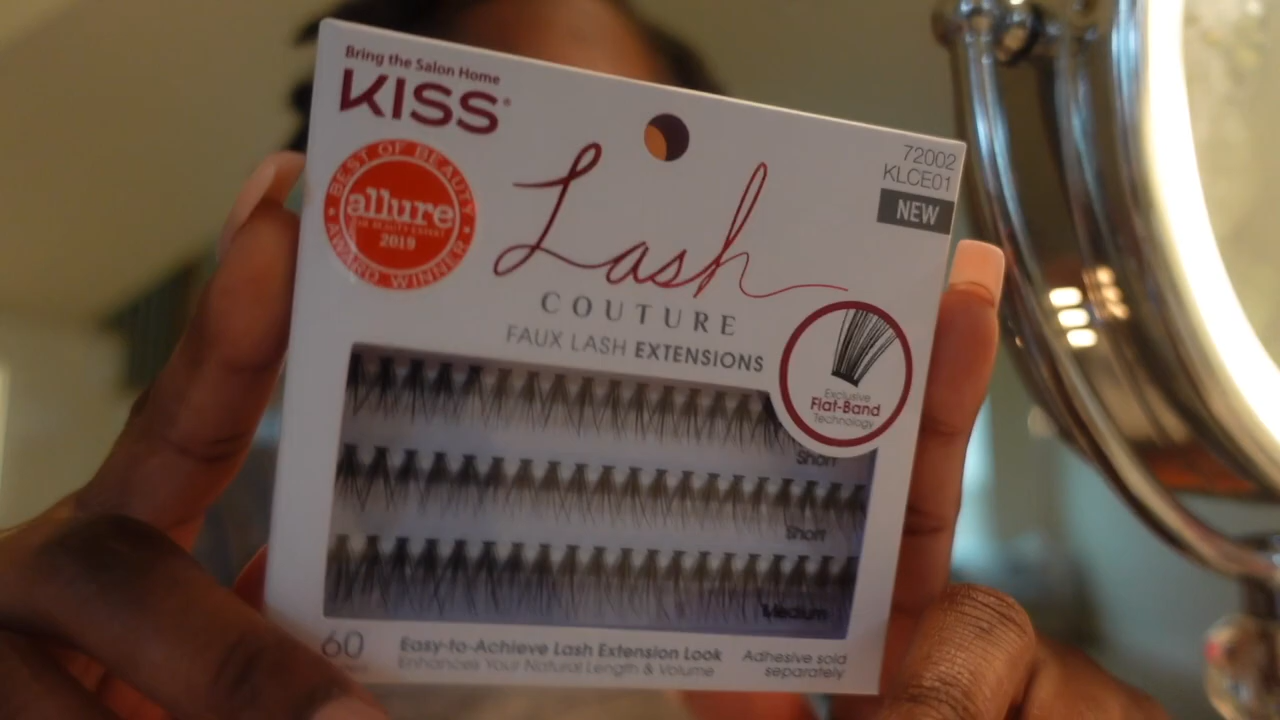 Bring the Salon Home
KISS®
BEST OF BEAUTY
allure
2019
AWARD WINNER
72002
KLCE01
NEW
Lash
COUTURE
FAUX LASH EXTENSIONS
Exclusive
Flat-Band
Technology
Short
Short
Medium
60
Easy-to-Achieve Lash Extension Look
Enhances Your Natural Length & Volume
Adhesive sold
separately